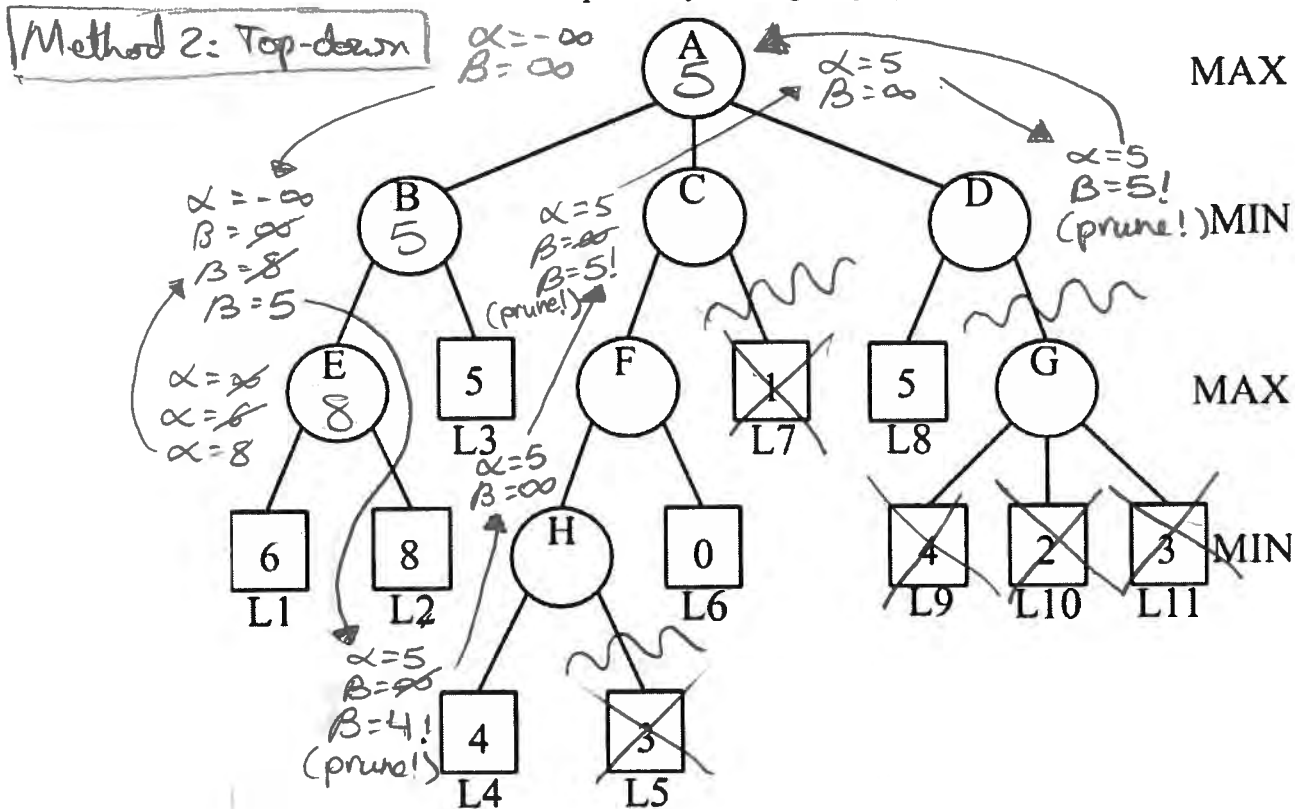 Method 2: Top-down
α = -∞
β = ∞
A
5
α = 5
β = ∞
MAX
α = 5
β = 5!
(prune!)
MIN
α = -∞
β = ∞
β = 8
β = 5
B
5
α = 5
β = ∞
β = 5!
(prune!)
C
D
α = ∞
α = 6
α = 8
E
8
5
L3
F
1
L7
5
L8
G
MAX
α = 5
β = ∞
6
L1
8
L2
H
0
L6
4
L9
2
L10
3
L11
MIN
α = 5
β = ∞
β = 4!
(prune!)
4
L4
3
L5